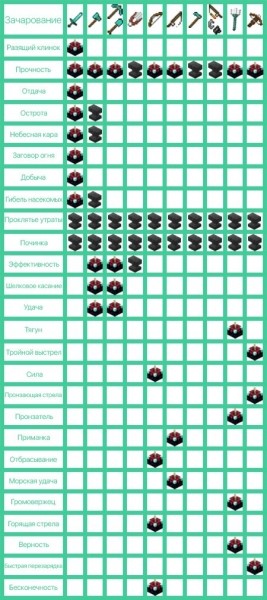 Зачарование
Разящий клинок
Прочность
Отдача
Острота
Небесная кара
Заговор огня
Добыча
Гибель насекомых
Проклятье утраты
Починка
Эффективность
Шелковое касание
Удача
Тягун
Тройной выстрел
Сила
Пронзающая стрела
Пронзатель
Приманка
Отбрасывание
Морская удача
Громовержец
Горящая стрела
Верность
Быстрая перезарядка
Бесконечность